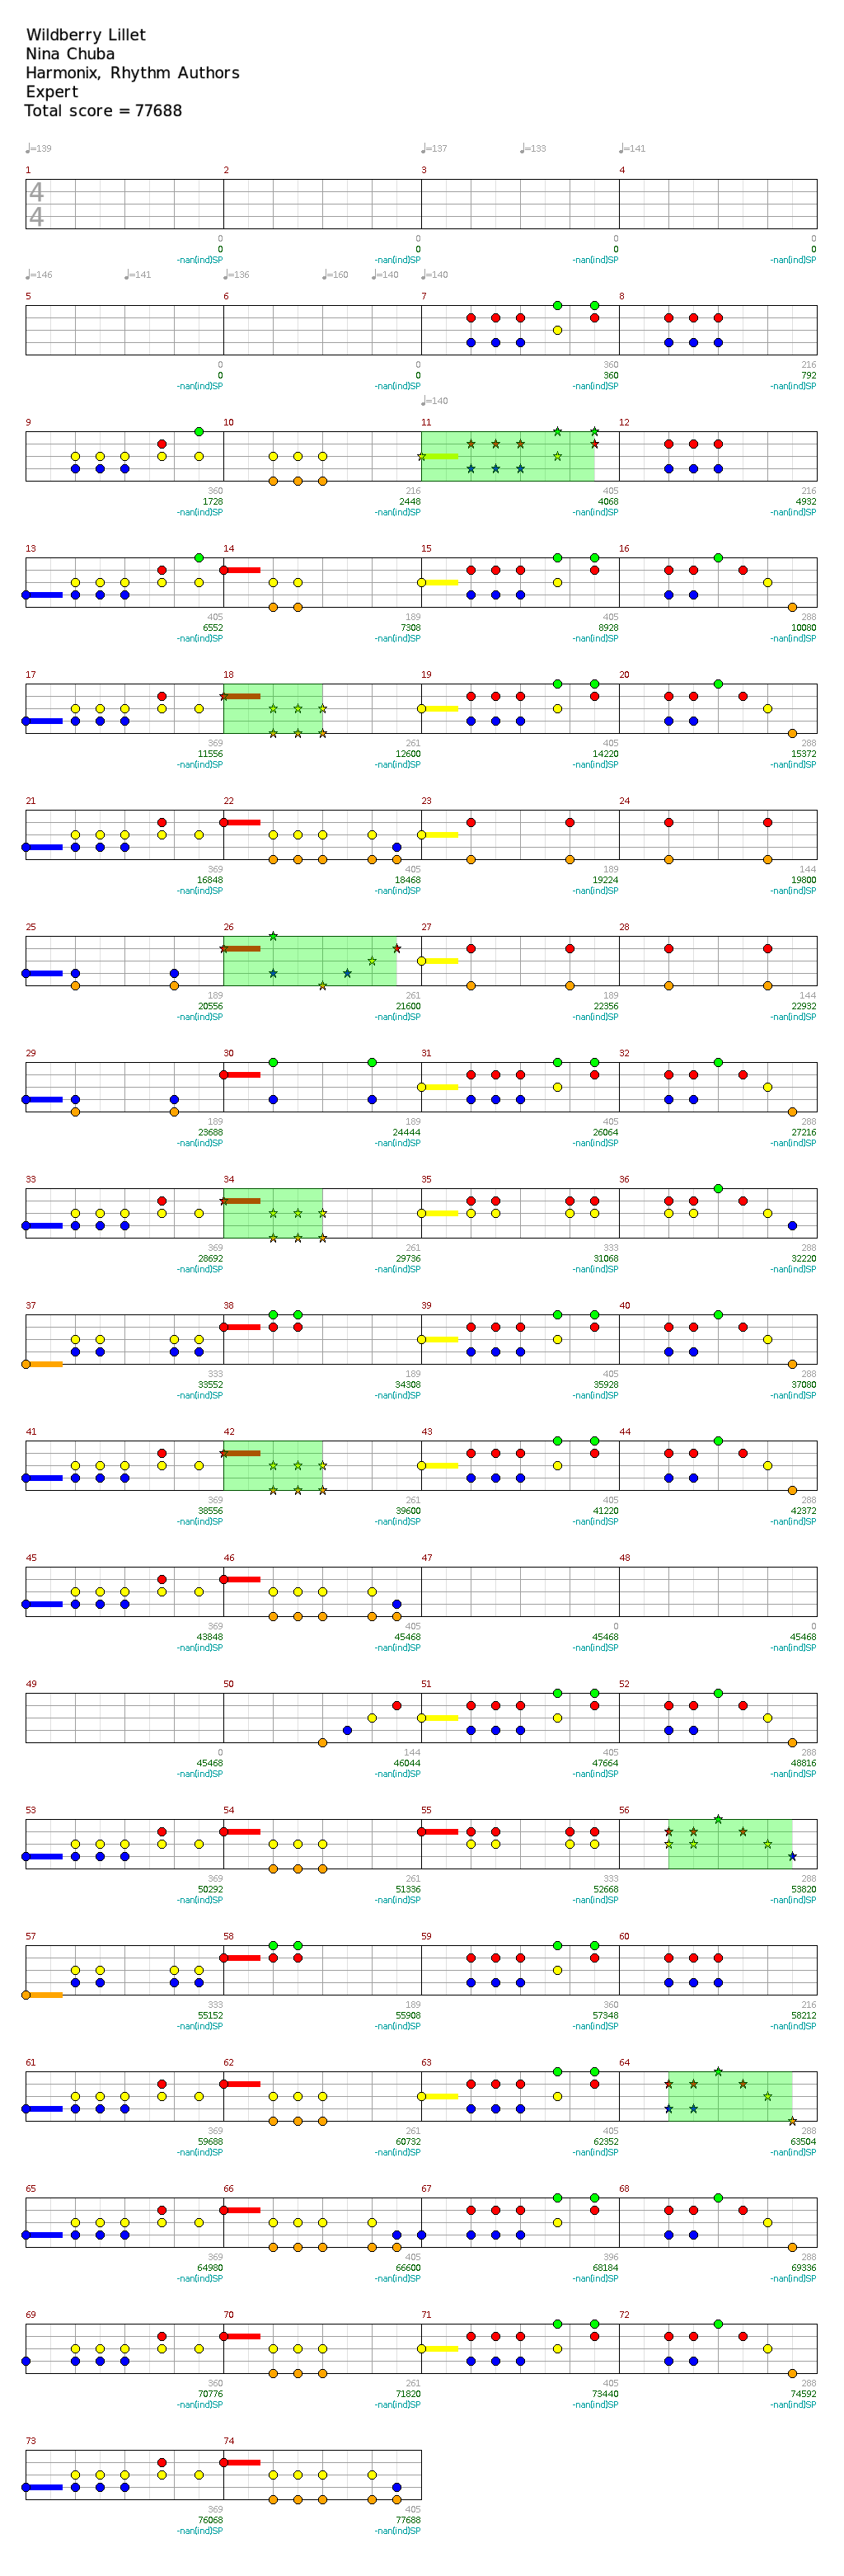 Wildberry Lillet
Nina Chuba
Harmonix, Rhythm Authors
Expert
Total score = 77688
♩=139 ♩=137 ♩=133 ♩=141
1 2 3 4
4
4
0 0 0 0
0 0 0 0
-nan(ind)SP -nan(ind)SP -nan(ind)SP -nan(ind)SP
♩=146 ♩=141 ♩=136 ♩=160 ♩=140 ♩=140
5 6 7 8
0 0 360 216
0 0 360 792
-nan(ind)SP -nan(ind)SP -nan(ind)SP -nan(ind)SP
♩=140
9 10 11 12
360 216 405 216
1728 2448 4068 4932
-nan(ind)SP -nan(ind)SP -nan(ind)SP -nan(ind)SP
13 14 15 16
405 189 405 288
6552 7308 8928 10080
-nan(ind)SP -nan(ind)SP -nan(ind)SP -nan(ind)SP
17 18 19 20
369 261 405 288
11556 12600 14220 15372
-nan(ind)SP -nan(ind)SP -nan(ind)SP -nan(ind)SP
21 22 23 24
369 405 189 144
16848 18468 19224 19800
-nan(ind)SP -nan(ind)SP -nan(ind)SP -nan(ind)SP
25 26 27 28
189 261 189 144
20556 21600 22356 22932
-nan(ind)SP -nan(ind)SP -nan(ind)SP -nan(ind)SP
29 30 31 32
189 189 405 288
23688 24444 26064 27216
-nan(ind)SP -nan(ind)SP -nan(ind)SP -nan(ind)SP
33 34 35 36
369 261 333 288
28692 29736 31068 32220
-nan(ind)SP -nan(ind)SP -nan(ind)SP -nan(ind)SP
37 38 39 40
333 189 405 288
33552 34308 35928 37080
-nan(ind)SP -nan(ind)SP -nan(ind)SP -nan(ind)SP
41 42 43 44
369 261 405 288
38556 39600 41220 42372
-nan(ind)SP -nan(ind)SP -nan(ind)SP -nan(ind)SP
45 46 47 48
369 405 0 0
43848 45468 45468 45468
-nan(ind)SP -nan(ind)SP -nan(ind)SP -nan(ind)SP
49 50 51 52
0 144 405 288
45468 46044 47664 48816
-nan(ind)SP -nan(ind)SP -nan(ind)SP -nan(ind)SP
53 54 55 56
369 261 333 288
50292 51336 52668 53820
-nan(ind)SP -nan(ind)SP -nan(ind)SP -nan(ind)SP
57 58 59 60
333 189 360 216
55152 55908 57348 58212
-nan(ind)SP -nan(ind)SP -nan(ind)SP -nan(ind)SP
61 62 63 64
369 261 405 288
59688 60732 62352 63504
-nan(ind)SP -nan(ind)SP -nan(ind)SP -nan(ind)SP
65 66 67 68
369 405 396 288
64980 66600 68184 69336
-nan(ind)SP -nan(ind)SP -nan(ind)SP -nan(ind)SP
69 70 71 72
360 261 405 288
70776 71820 73440 74592
-nan(ind)SP -nan(ind)SP -nan(ind)SP -nan(ind)SP
73 74
369 405
76068 77688
-nan(ind)SP -nan(ind)SP